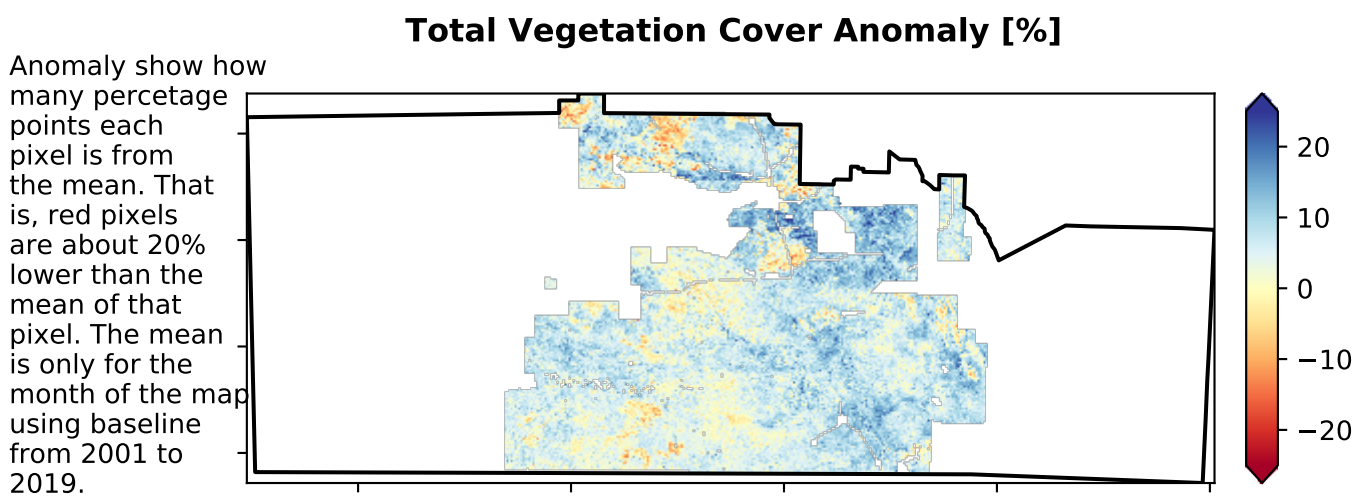 Total Vegetation Cover Anomaly [%]
Anomaly show how
many percetage
points each
pixel is from
the mean. That
is, red pixels
are about 20%
lower than the
mean of that
pixel. The mean
is only for the
month of the map
using baseline
from 2001 to
2019.
20
10
0
−10
−20